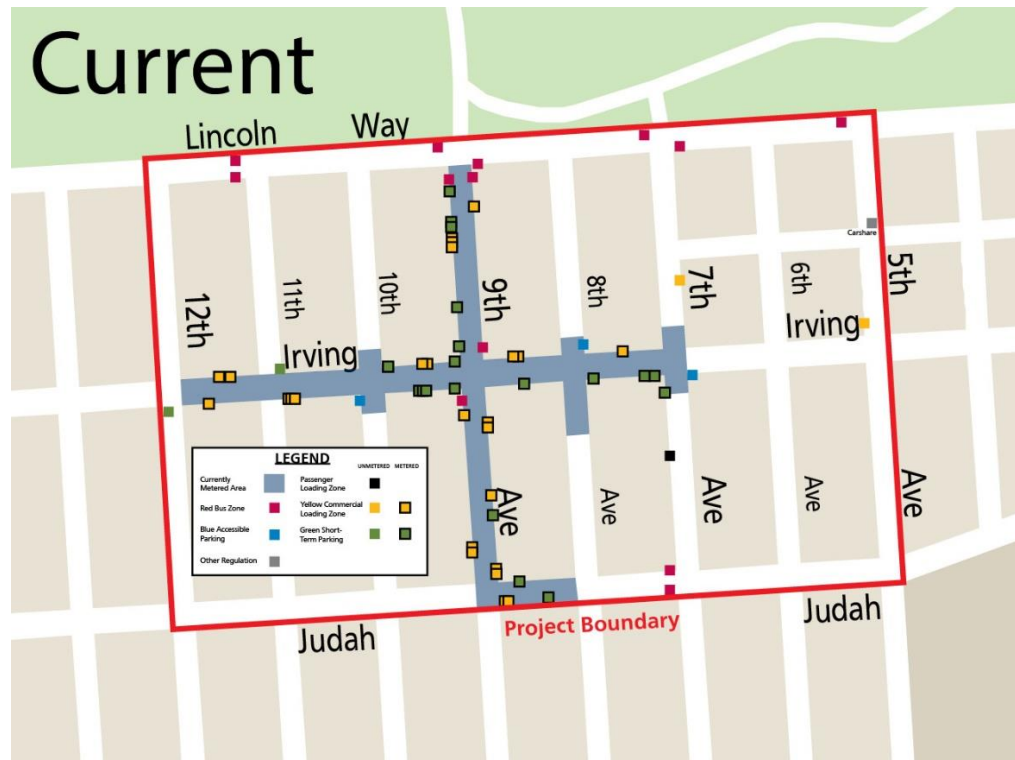 Current
Lincoln Way
Carshare
12th
11th
10th
9th
8th
7th
6th
5th
Irving
Irving
LEGEND
UNMETERED METERED
Currently
Metered Area
Passenger
Loading Zone
Red Bus Zone
Yellow Commercial
Loading Zone
Blue Accessible
Parking
Green Short-
Term Parking
Other Regulation
Ave
Ave
Ave
Ave
Ave
Judah
Project Boundary
Judah